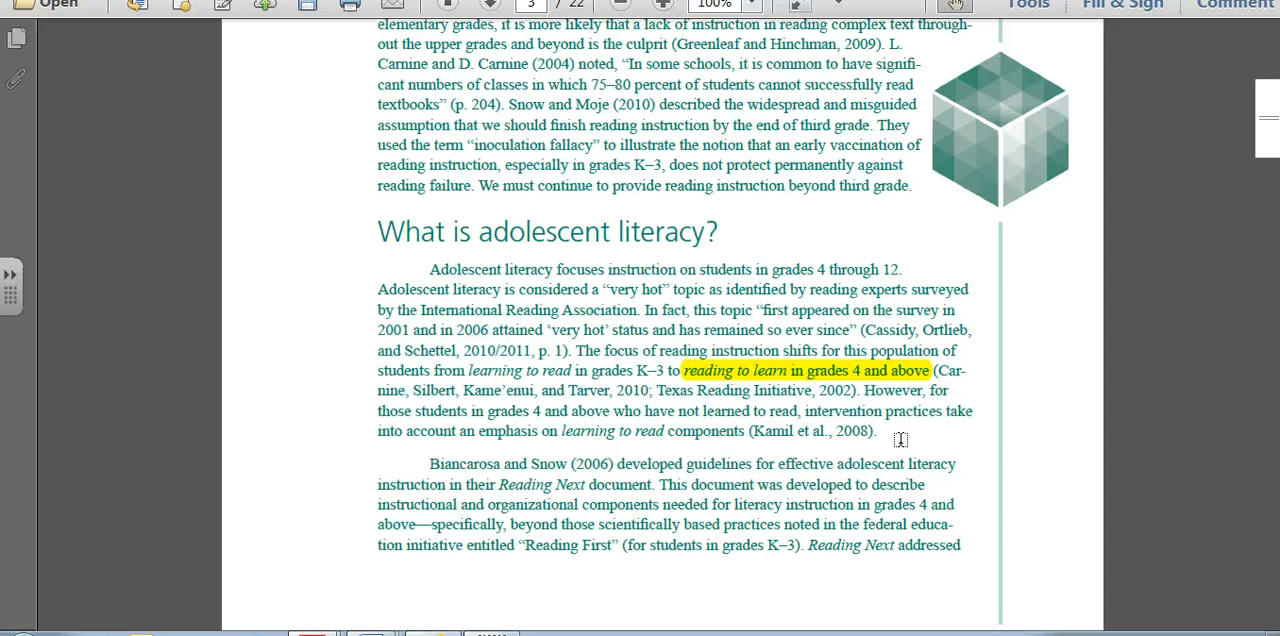 Open
3 / 22
100%
Tools
Fill & Sign
Comment
elementary grades, it is more likely that a lack of instruction in reading complex text through-
out the upper grades and beyond is the culprit (Greenleaf and Hinchman, 2009). L.
Carnine and D. Carnine (2004) noted, “In some schools, it is common to have signifi-
cant numbers of classes in which 75–80 percent of students cannot successfully read
textbooks” (p. 204). Snow and Moje (2010) described the widespread and misguided
assumption that we should finish reading instruction by the end of third grade. They
used the term “inoculation fallacy” to illustrate the notion that an early vaccination of
reading instruction, especially in grades K–3, does not protect permanently against
reading failure. We must continue to provide reading instruction beyond third grade.
What is adolescent literacy?
Adolescent literacy focuses instruction on students in grades 4 through 12.
Adolescent literacy is considered a “very hot” topic as identified by reading experts surveyed
by the International Reading Association. In fact, this topic “first appeared on the survey in
2001 and in 2006 attained ‘very hot’ status and has remained so ever since” (Cassidy, Ortlieb,
and Schettel, 2010/2011, p. 1). The focus of reading instruction shifts for this population of
students from learning to read in grades K–3 to reading to learn in grades 4 and above (Car-
nine, Silbert, Kame’enui, and Tarver, 2010; Texas Reading Initiative, 2002). However, for
those students in grades 4 and above who have not learned to read, intervention practices take
into account an emphasis on learning to read components (Kamil et al., 2008).
Biancarosa and Snow (2006) developed guidelines for effective adolescent literacy
instruction in their Reading Next document. This document was developed to describe
instructional and organizational components needed for literacy instruction in grades 4 and
above—specifically, beyond those scientifically based practices noted in the federal educa-
tion initiative entitled “Reading First” (for students in grades K–3). Reading Next addressed